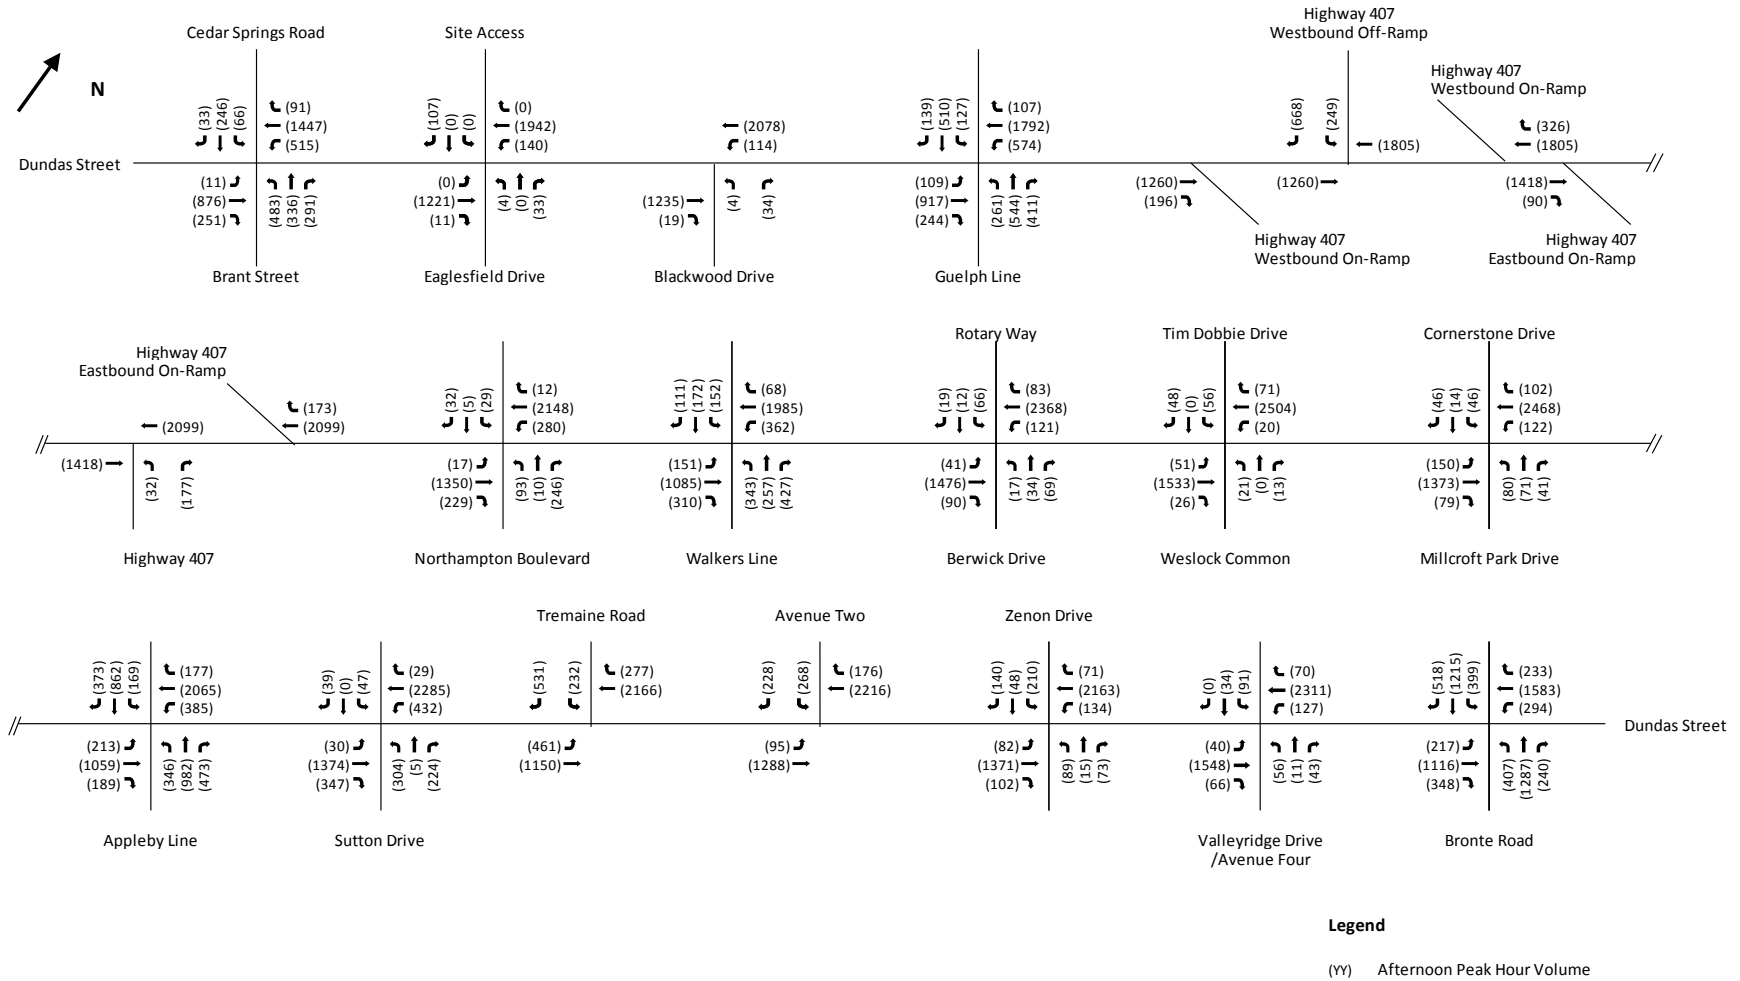 Highway 407
Westbound Off-Ramp
Cedar Springs Road
Site Access
Highway 407
Westbound On-Ramp
N
(33) (246) (66)
(91)
(1447)
(515)
(107) (0) (0)
(0)
(1942)
(140)
(2078)
(114)
(139) (510) (127)
(107)
(1792)
(574)
(668) (249)
(1805)
(326)
(1805)
Dundas Street
(11)
(876)
(251)
(483) (336) (291)
(0)
(1221)
(11)
(4) (0) (33)
(1235)
(19)
(4) (34)
(109)
(917)
(244)
(261) (544) (411)
(1260)
(196)
(1260)
(1418)
(90)
Highway 407
Westbound On-Ramp
Highway 407
Eastbound On-Ramp
Brant Street
Eaglesfield Drive
Blackwood Drive
Guelph Line
Rotary Way
Tim Dobbie Drive
Cornerstone Drive
Highway 407
Eastbound On-Ramp
(2099)
(173)
(2099)
(32) (5) (29)
(12)
(2148)
(280)
(111) (172) (152)
(68)
(1985)
(362)
(19) (12) (66)
(83)
(2368)
(121)
(48) (0) (56)
(71)
(2504)
(20)
(46) (14) (46)
(102)
(2468)
(122)
(1418)
(32) (177)
(17)
(1350)
(229)
(93) (10) (246)
(151)
(1085)
(310)
(343) (257) (427)
(41)
(1476)
(90)
(17) (34) (69)
(51)
(1533)
(26)
(21) (0) (13)
(150)
(1373)
(79)
(80) (71) (41)
Highway 407
Northampton Boulevard
Walkers Line
Berwick Drive
Weslock Common
Millcroft Park Drive
Tremaine Road
Avenue Two
Zenon Drive
(373) (862) (169)
(177)
(2065)
(385)
(39) (0) (47)
(29)
(2285)
(432)
(531) (232)
(277)
(2166)
(228) (268)
(176)
(2216)
(140) (48) (210)
(71)
(2163)
(134)
(0) (34) (91)
(70)
(2311)
(127)
(518) (1215) (399)
(233)
(1583)
(294)
Dundas Street
(213)
(1059)
(189)
(346) (982) (473)
(30)
(1374)
(347)
(304) (5) (224)
(461)
(1150)
(95)
(1288)
(82)
(1371)
(102)
(89) (15) (73)
(40)
(1548)
(66)
(56) (11) (43)
(217)
(1116)
(348)
(407) (1287) (240)
Appleby Line
Sutton Drive
Valleyridge Drive
/Avenue Four
Bronte Road
Legend
(YY) Afternoon Peak Hour Volume